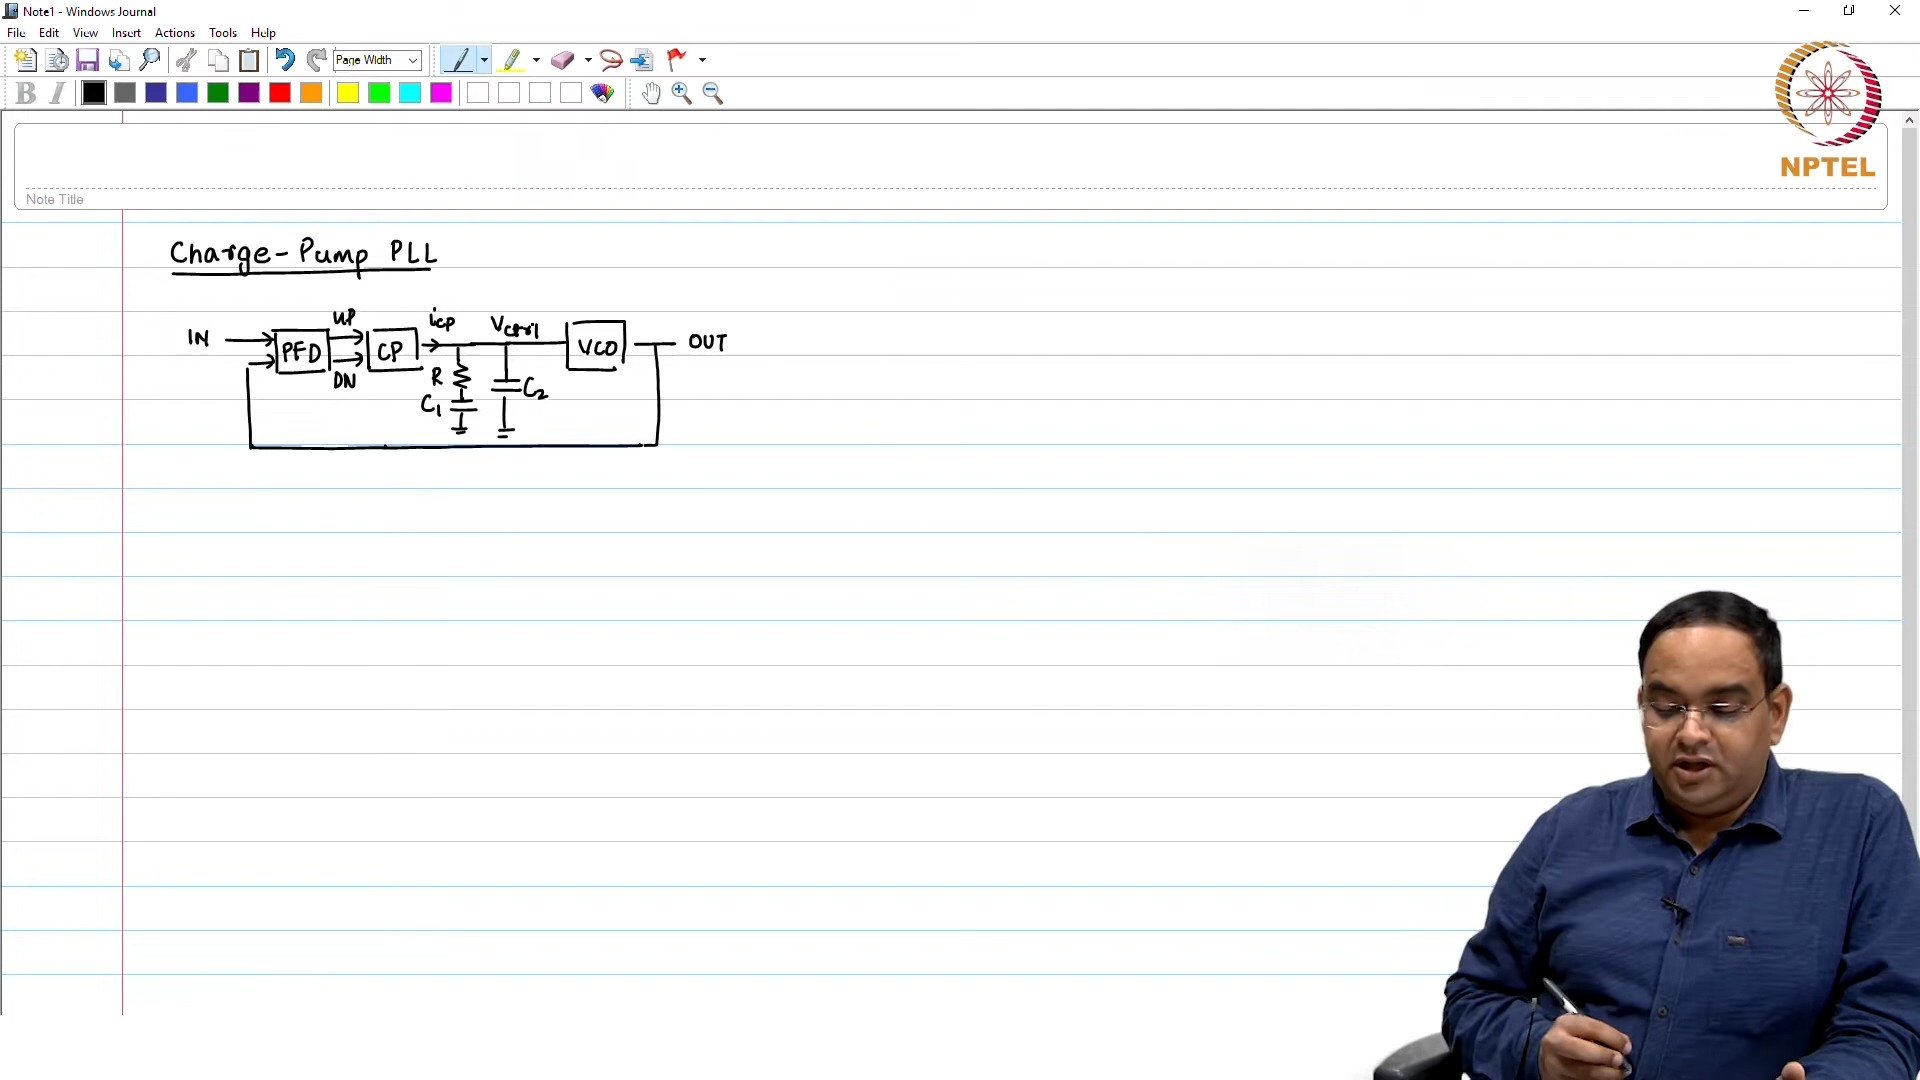 Note1 - Windows Journal
File Edit View Insert Actions Tools Help
Page Width
B I
NPTEL
Note Title
Charge-Pump PLL
IN PFD UP DN CP icp Vctrl VCO OUT
R C1 C2